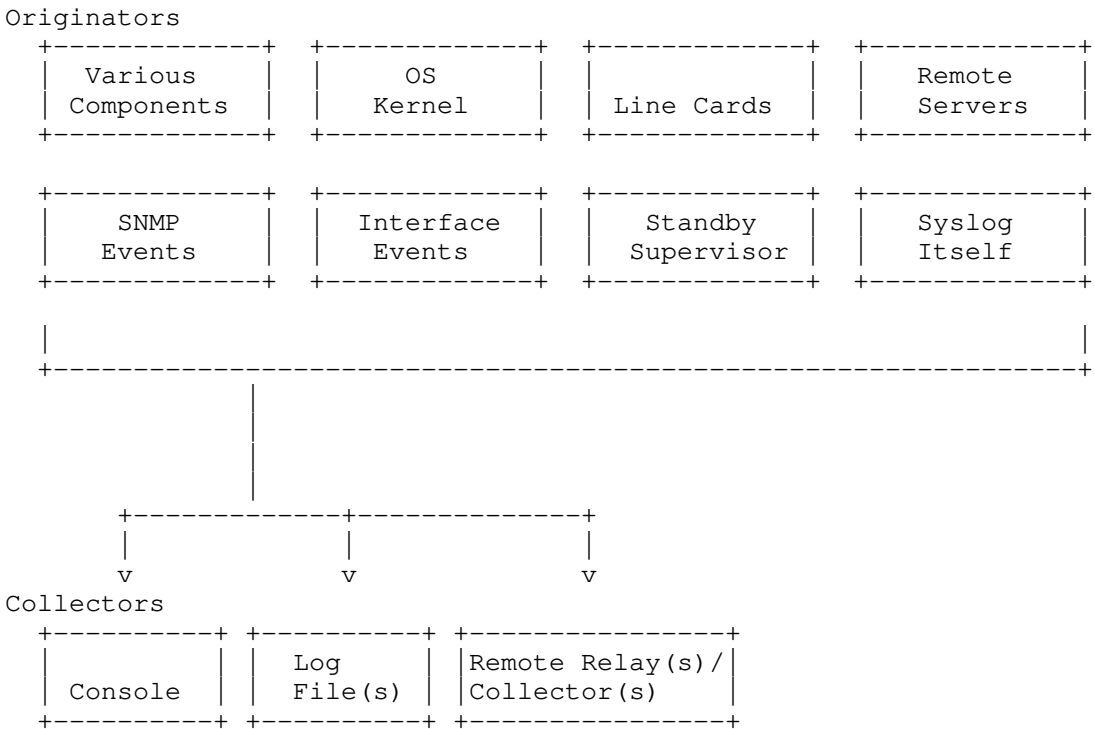 Originators
Various Components
OS Kernel
Line Cards
Remote Servers
SNMP Events
Interface Events
Standby Supervisor
Syslog Itself
v v v
Collectors
Console
Log File(s)
Remote Relay(s)/
Collector(s)